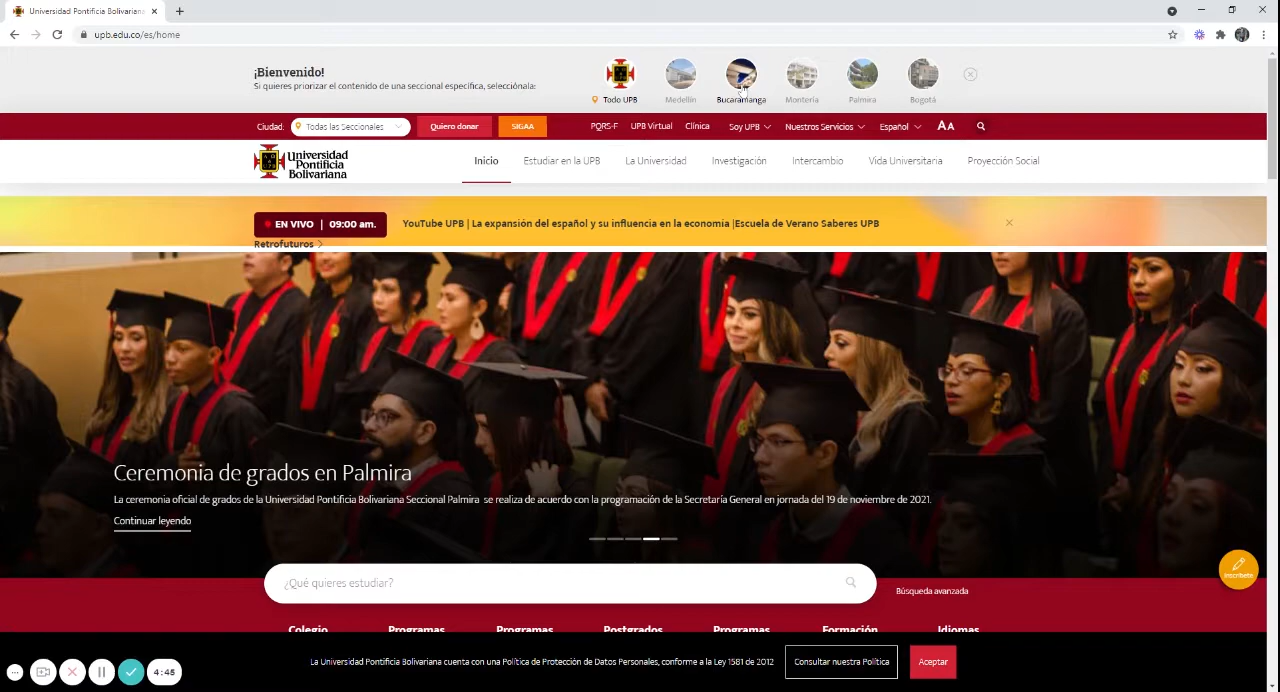 Universidad Pontificia Bolivariana
upb.edu.co/es/home
¡Bienvenido!
Si quieres priorizar el contenido de una seccional especifica, selecciónala:
Todo UPB
Medellín
Bucaramanga
Montería
Palmira
Bogotá
Ciudad:
Todas las Seccionales
Quiero donar
SIGAA
PQRS-F
UPB Virtual
Clínica
Soy UPB
Nuestros Servicios
Español
AA
Universidad
Pontificia
Bolivariana
Inicio
Estudiar en la UPB
La Universidad
Investigación
Intercambio
Vida Universitaria
Proyección Social
EN VIVO | 09:00 am.
YouTube UPB | La expansión del español y su influencia en la economía |Escuela de Verano Saberes UPB
Retrofuturos
Ceremonia de grados en Palmira
La ceremonia oficial de grados de la Universidad Pontificia Bolivariana Seccional Palmira se realiza de acuerdo con la programación de la Secretaría General en jornada del 19 de noviembre de 2021.
Continuar leyendo
¿Qué quieres estudiar?
Búsqueda avanzada
Inscríbete
Colegio
Programas
Programas
Postgrados
Programas
Formación
Idiomas
La Universidad Pontificia Bolivariana cuenta con una Política de Protección de Datos Personales, conforme a la Ley 1581 de 2012
Consultar nuestra Política
Aceptar
4:45